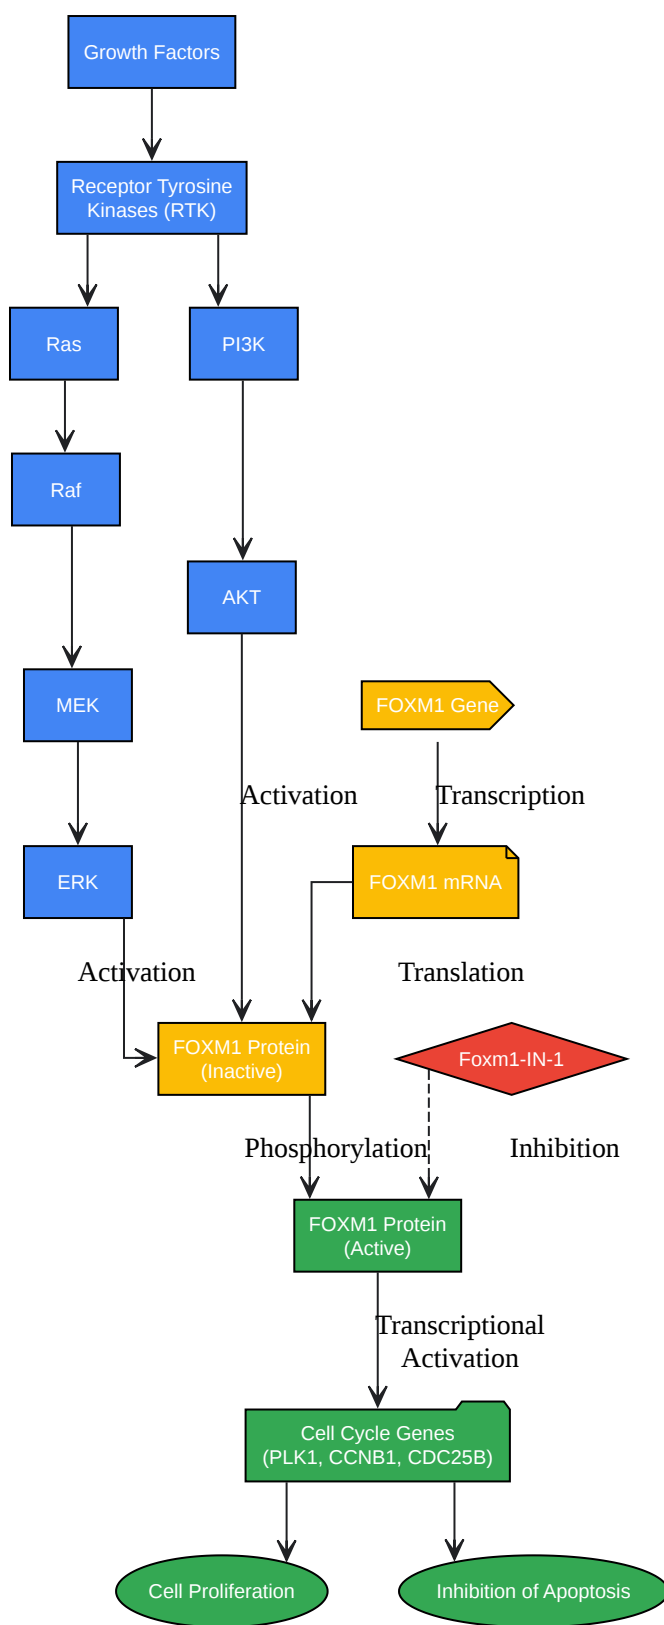 Growth Factors
Receptor Tyrosine
Kinases (RTK)
Ras
PI3K
Raf
AKT
MEK
FOXM1 Gene
Activation
Transcription
ERK
FOXM1 mRNA
Activation
Translation
FOXM1 Protein
(Inactive)
Foxm1-IN-1
Phosphorylation
Inhibition
FOXM1 Protein
(Active)
Transcriptional
Activation
Cell Cycle Genes
(PLK1, CCNB1, CDC25B)
Cell Proliferation
Inhibition of Apoptosis